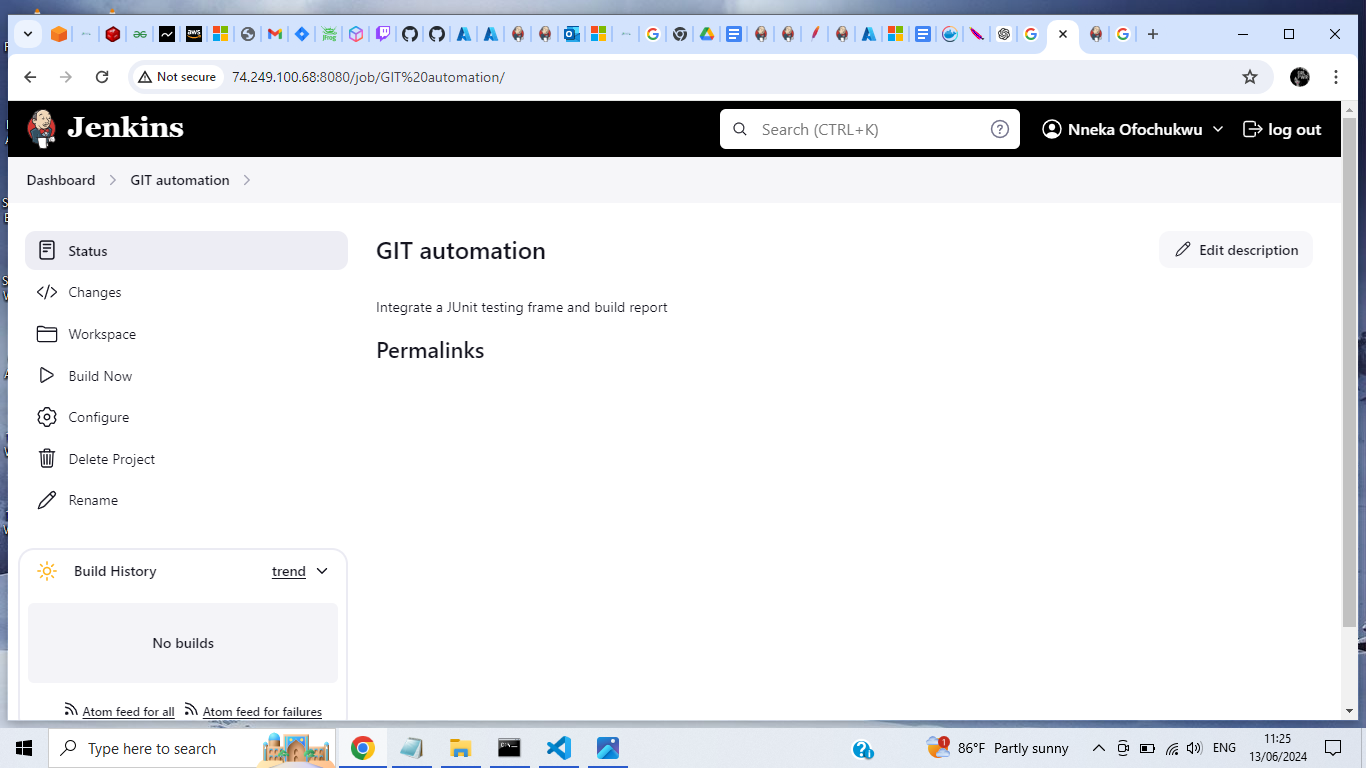 Not secure
74.249.100.68:8080/job/GIT%20automation/
Jenkins
Search (CTRL+K)
Nneka Ofochukwu
log out
Dashboard
GIT automation
Status
GIT automation
Edit description
Changes
Integrate a JUnit testing frame and build report
Workspace
Permalinks
Build Now
Configure
Delete Project
Rename
Build History
trend
No builds
Atom feed for all
Atom feed for failures
Type here to search
1
86°F Partly sunny
ENG
11:25
13/06/2024